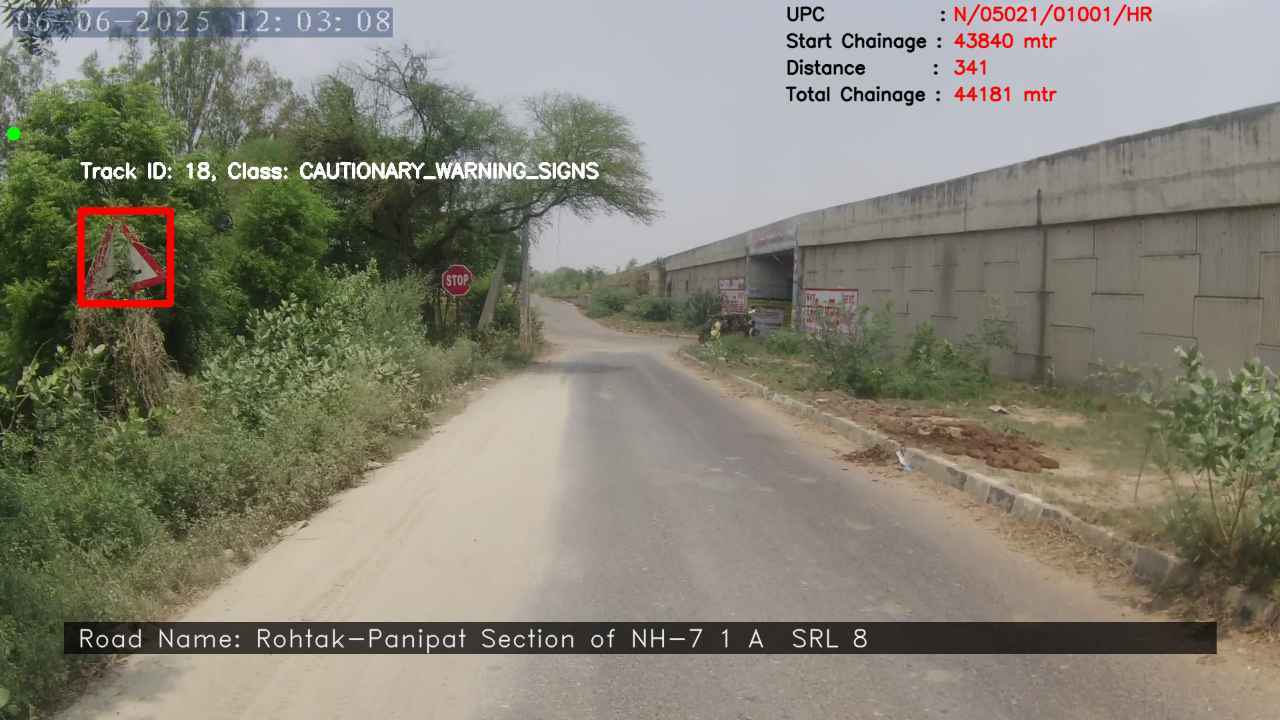 06-06-2025 12:03:08
UPC : N/05021/01001/HR
Start Chainage : 43840 mtr
Distance : 341
Total Chainage : 44181 mtr
Track ID: 18, Class: CAUTIONARY_WARNING_SIGNS
STOP
Road Name: Rohtak-Panipat Section of NH-7 1 A SRL 8